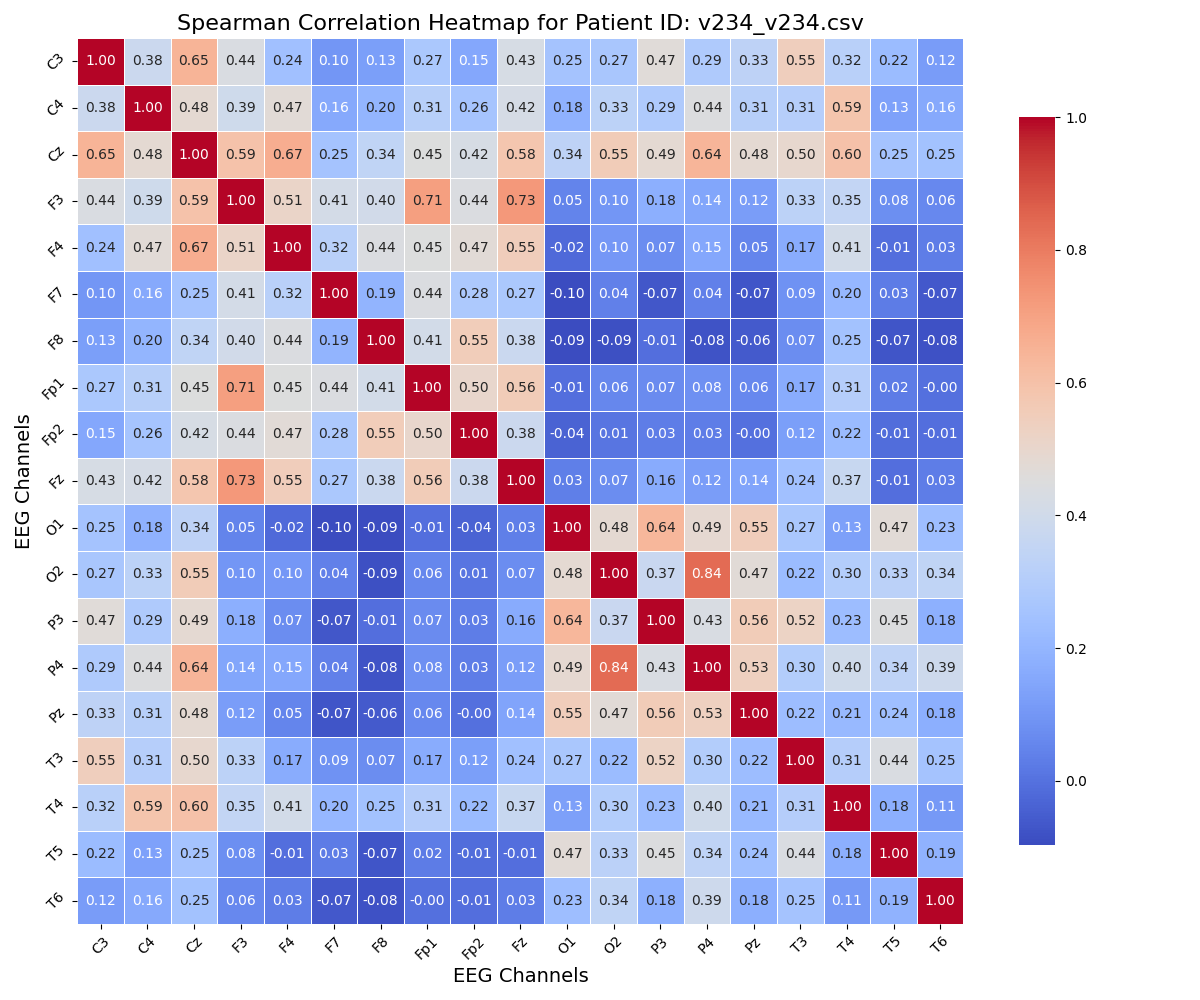 Spearman Correlation Heatmap for Patient ID: v234_v234.csv
C3 1.00 0.38 0.65 0.44 0.24 0.10 0.13 0.27 0.15 0.43 0.25 0.27 0.47 0.29 0.33 0.55 0.32 0.22 0.12
C4 0.38 1.00 0.48 0.39 0.47 0.16 0.20 0.31 0.26 0.42 0.18 0.33 0.29 0.44 0.31 0.31 0.59 0.13 0.16
Cz 0.65 0.48 1.00 0.59 0.67 0.25 0.34 0.45 0.42 0.58 0.34 0.55 0.49 0.64 0.48 0.50 0.60 0.25 0.25
F3 0.44 0.39 0.59 1.00 0.51 0.41 0.40 0.71 0.44 0.73 0.05 0.10 0.18 0.14 0.12 0.33 0.35 0.08 0.06
F4 0.24 0.47 0.67 0.51 1.00 0.32 0.44 0.45 0.47 0.55 -0.02 0.10 0.07 0.15 0.05 0.17 0.41 -0.01 0.03
F7 0.10 0.16 0.25 0.41 0.32 1.00 0.19 0.44 0.28 0.27 -0.10 0.04 -0.07 0.04 -0.07 0.09 0.20 0.03 -0.07
F8 0.13 0.20 0.34 0.40 0.44 0.19 1.00 0.41 0.55 0.38 -0.09 -0.09 -0.01 -0.08 -0.06 0.07 0.25 -0.07 -0.08
Fp1 0.27 0.31 0.45 0.71 0.45 0.44 0.41 1.00 0.50 0.56 -0.01 0.06 0.07 0.08 0.06 0.17 0.31 0.02 -0.00
Fp2 0.15 0.26 0.42 0.44 0.47 0.28 0.55 0.50 1.00 0.38 -0.04 0.01 0.03 0.03 -0.00 0.12 0.22 -0.01 -0.01
Fz 0.43 0.42 0.58 0.73 0.55 0.27 0.38 0.56 0.38 1.00 0.03 0.07 0.16 0.12 0.14 0.24 0.37 -0.01 0.03
O1 0.25 0.18 0.34 0.05 -0.02 -0.10 -0.09 -0.01 -0.04 0.03 1.00 0.48 0.64 0.49 0.55 0.27 0.13 0.47 0.23
O2 0.27 0.33 0.55 0.10 0.10 0.04 -0.09 0.06 0.01 0.07 0.48 1.00 0.37 0.84 0.47 0.22 0.30 0.33 0.34
P3 0.47 0.29 0.49 0.18 0.07 -0.07 -0.01 0.07 0.03 0.16 0.64 0.37 1.00 0.43 0.56 0.52 0.23 0.45 0.18
P4 0.29 0.44 0.64 0.14 0.15 0.04 -0.08 0.08 0.03 0.12 0.49 0.84 0.43 1.00 0.53 0.30 0.40 0.34 0.39
Pz 0.33 0.31 0.48 0.12 0.05 -0.07 -0.06 0.06 -0.00 0.14 0.55 0.47 0.56 0.53 1.00 0.22 0.21 0.24 0.18
T3 0.55 0.31 0.50 0.33 0.17 0.09 0.07 0.17 0.12 0.24 0.27 0.22 0.52 0.30 0.22 1.00 0.31 0.44 0.25
T4 0.32 0.59 0.60 0.35 0.41 0.20 0.25 0.31 0.22 0.37 0.13 0.30 0.23 0.40 0.21 0.31 1.00 0.18 0.11
T5 0.22 0.13 0.25 0.08 -0.01 0.03 -0.07 0.02 -0.01 -0.01 0.47 0.33 0.45 0.34 0.24 0.44 0.18 1.00 0.19
T6 0.12 0.16 0.25 0.06 0.03 -0.07 -0.08 -0.00 -0.01 0.03 0.23 0.34 0.18 0.39 0.18 0.25 0.11 0.19 1.00
C3 C4 Cz F3 F4 F7 F8 Fp1 Fp2 Fz O1 O2 P3 P4 Pz T3 T4 T5 T6
EEG Channels
EEG Channels
1.0
0.8
0.6
0.4
0.2
0.0